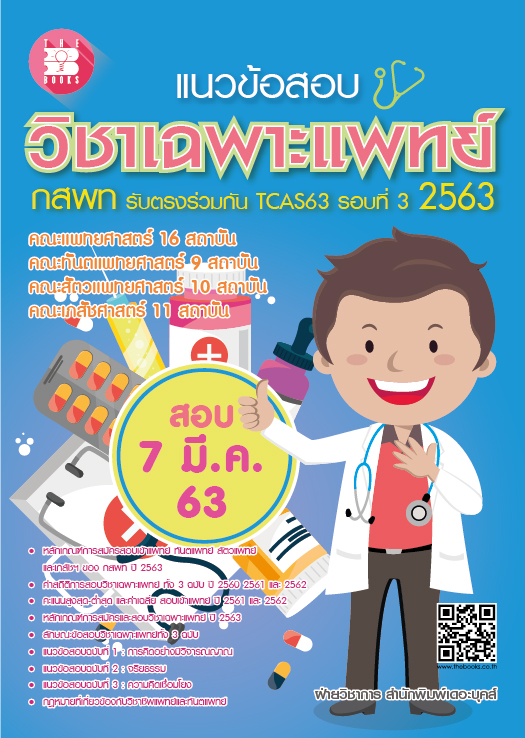 THE
BOOKS
แนวข้อสอบ
วิชาเฉพาะแพทย์
กสพท รับตรงร่วมกัน TCAS63 รอบที่ 3 2563
คณะแพทยศาสตร์ 16 สถาบัน
คณะทันตแพทยศาสตร์ 9 สถาบัน
คณะสัตวแพทยศาสตร์ 10 สถาบัน
คณะเภสัชศาสตร์ 11 สถาบัน
สอบ
7 มี.ค.
63
• หลักเกณฑ์การสมัครสอบเข้าแพทย์ ทันตแพทย์ สัตวแพทย์
และเภสัชฯ ของ กสพท ปี 2563
• ค่าสถิติการสอบวิชาเฉพาะแพทย์ ทั้ง 3 ฉบับ ปี 2560 2561 และ 2562
• คะแนนสูงสุด-ต่ำสุด และค่าเฉลี่ย สอบเข้าแพทย์ ปี 2561 และ 2562
• หลักเกณฑ์การสมัครและสอบวิชาเฉพาะแพทย์ ปี 2563
• ลักษณะข้อสอบวิชาเฉพาะแพทย์ทั้ง 3 ฉบับ
• แนวข้อสอบฉบับที่ 1 : การคิดอย่างมีวิจารณญาณ
• แนวข้อสอบฉบับที่ 2 : จริยธรรม
• แนวข้อสอบฉบับที่ 3 : ความคิดเชื่อมโยง
• กฎหมายที่เกี่ยวข้องกับวิชาชีพแพทย์และทันตแพทย์
www.thebooks.co.th
ฝ่ายวิชาการ สำนักพิมพ์เดอะบุคส์